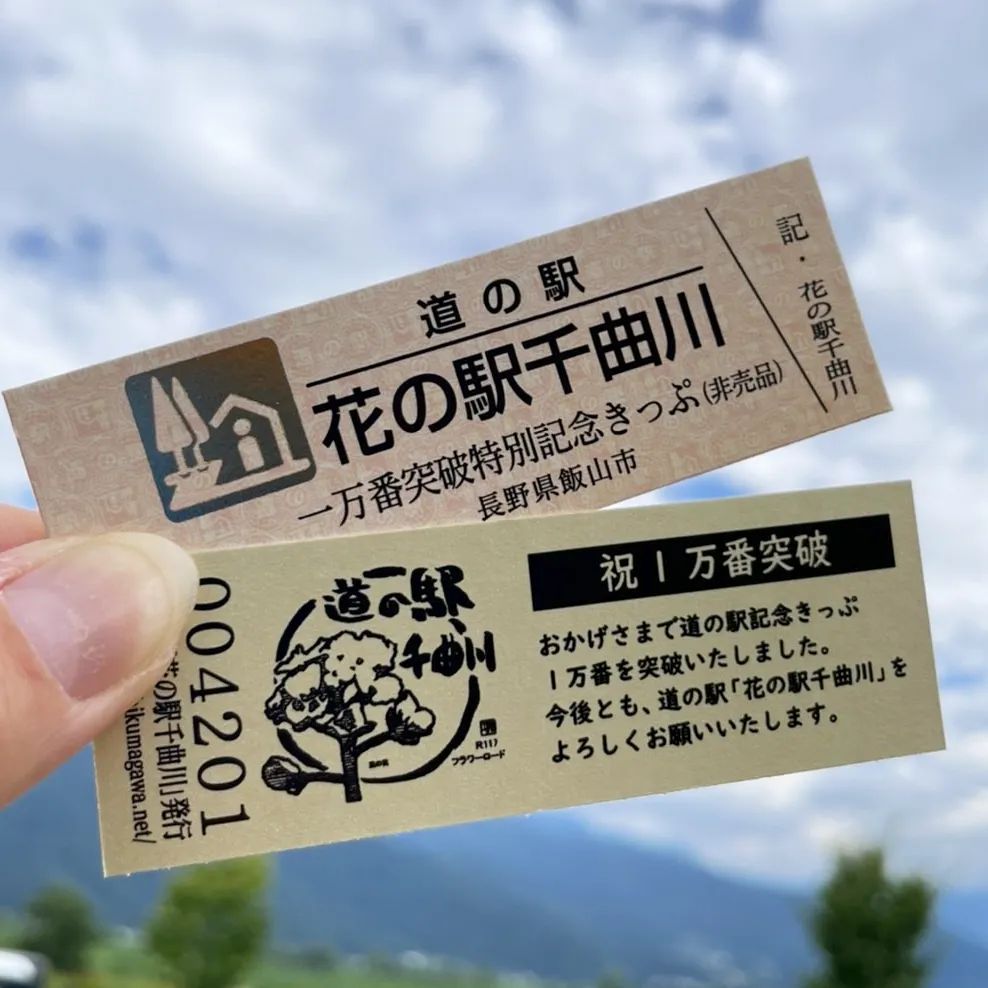 道の駅
花の駅千曲川
一万番突破特別記念きっぷ(非売品)
長野県飯山市
記・花の駅千曲川
004201
花の駅千曲川」発行
ikumagawa.net/
道の駅
千曲川
R117
フラワーロード
祝1万番突破
おかげさまで道の駅記念きっぷ
1万番を突破いたしました。
今後とも、道の駅「花の駅千曲川」を
よろしくお願いいたします。